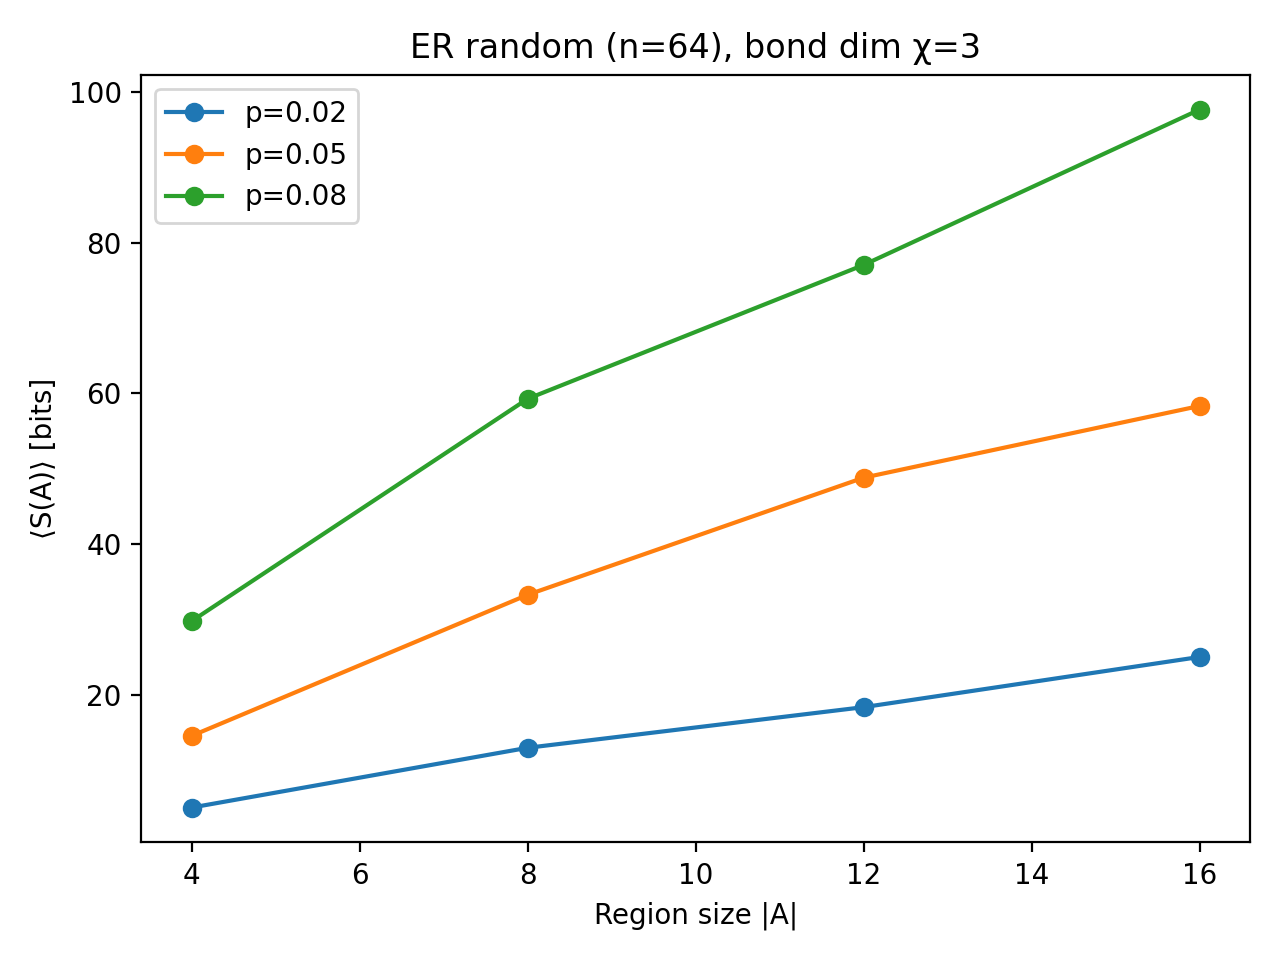 ER random (n=64), bond dim χ=3
p=0.02
p=0.05
p=0.08
⟨S(A)⟩ [bits]
100
80
60
40
20
4 6 8 10 12 14 16
Region size |A|